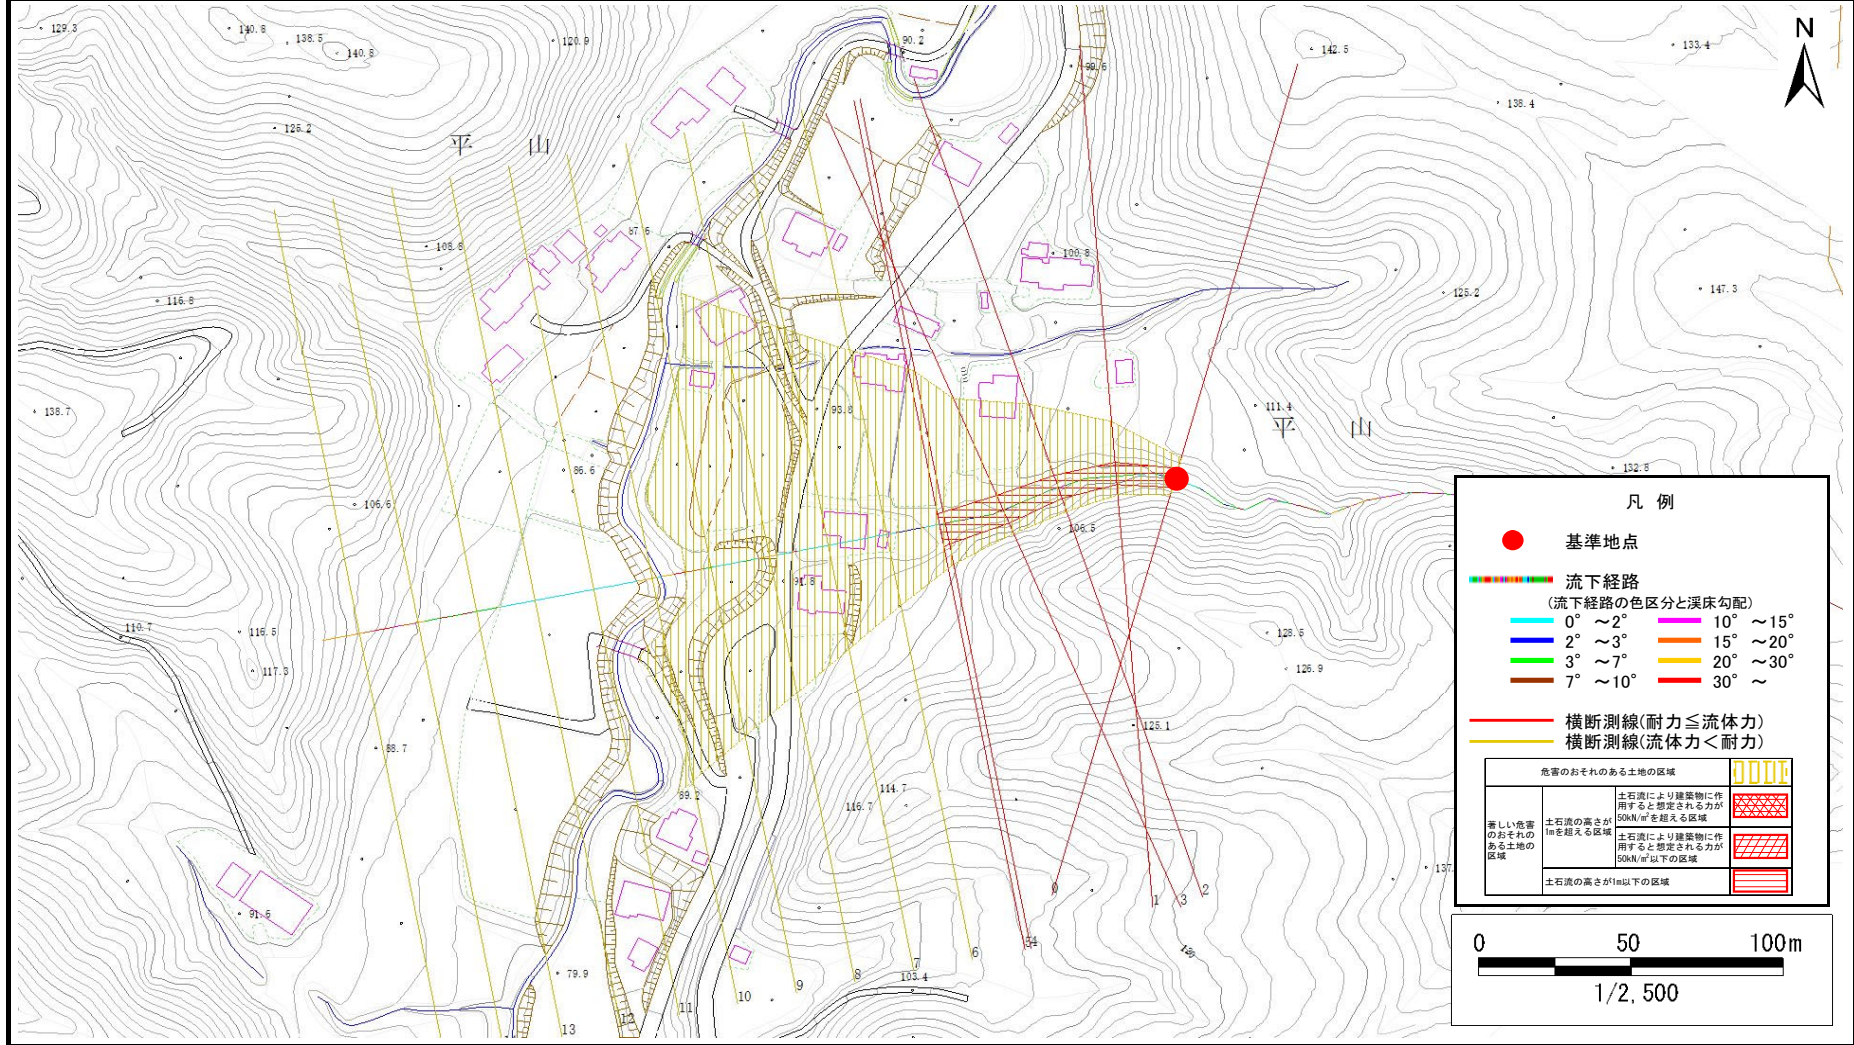 129.3
140.8
138.5
140.8
120.9
90.2
99.6
142.5
133.4
N
138.4
125.2
平 山
87.6
108.8
100.8
116.8
125.2
147.3
138.7
93.8
111.4
平 山
86.6
132.8
106.6
106.5
凡 例
基準地点
流下経路
(流下経路の色区分と渓床勾配)
0° ～2° 10° ～15°
2° ～3° 15° ～20°
3° ～7° 20° ～30°
7° ～10° 30° ～
横断測線(耐力≦流体力)
横断測線(流体力＜耐力)
危害のおそれのある土地の区域
著しい危害のおそれのある土地の区域
土石流の高さが1mを超える区域
土石流により建築物に作用すると想定される力が50kN/㎡を超える区域
土石流により建築物に作用すると想定される力が50kN/㎡以下の区域
土石流の高さが1m以下の区域
91.8
110.7
116.5
128.5
117.3
126.9
125.1
88.7
89.2
114.7
116.7
137.
0
1
3
2
91.6
54
6
7
8
9
10
11
12
13
79.9
103.4
0 50 100m
1/2,500